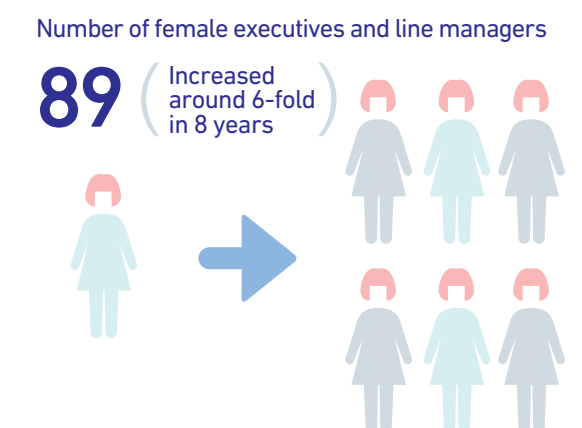 Number of female executives and line managers
89
(Increased
around 6-fold
in 8 years)